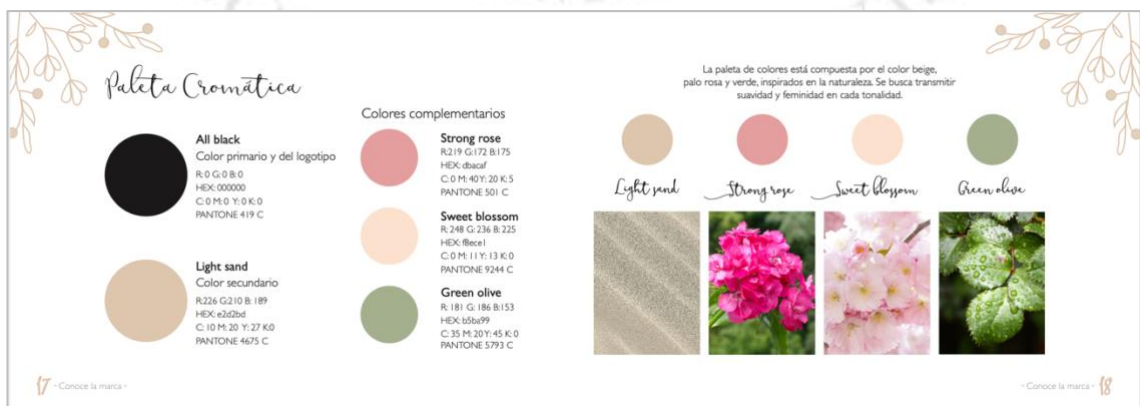 Paleta Cromática
All black
Color primario y del logotipo
R:0 G:0 B:0
HEX: 000000
C:0 M:0 Y:0 K:0
PANTONE 419 C
Light sand
Color secundario
R:226 G:210 B: 189
HEX: e2d2bd
C: 10 M: 20 Y: 27 K:0
PANTONE 4675 C
Colores complementarios
Strong rose
R:219 G:172 B:175
HEX: dbacaf
C: 0 M: 40 Y: 20 K: 5
PANTONE 501 C
Sweet blossom
R: 248 G: 236 B: 225
HEX: f8ece1
C: 0 M: 11 Y: 13 K:0
PANTONE 9244 C
Green olive
R: 181 G: 186 B:153
HEX: b5ba99
C: 35 M: 20 Y: 45 K: 0
PANTONE 5793 C
17 - Conoce la marca -
La paleta de colores está compuesta por el color beige,
palo rosa y verde, inspirados en la naturaleza. Se busca transmitir
suavidad y feminidad en cada tonalidad.
Light sand
Strong rose
Sweet blossom
Green olive
- Conoce la marca - 18